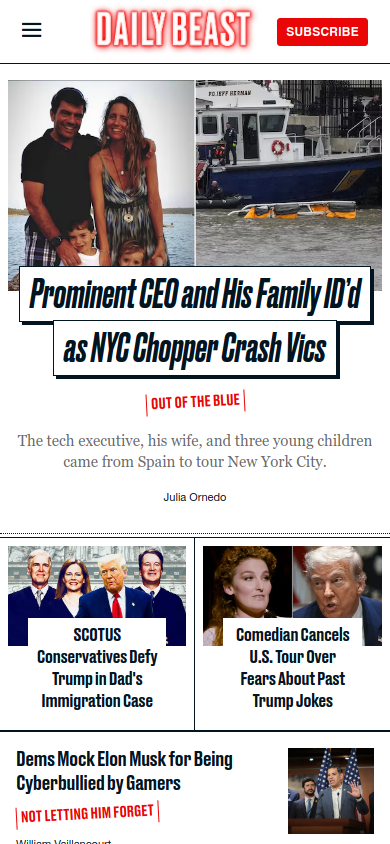 DAILY BEAST
SUBSCRIBE
Prominent CEO and His Family ID'd
as NYC Chopper Crash Vics
OUT OF THE BLUE
The tech executive, his wife, and three young children
came from Spain to tour New York City.
Julia Ornedo
SCOTUS
Conservatives Defy
Trump in Dad's
Immigration Case
Comedian Cancels
U.S. Tour Over
Fears About Past
Trump Jokes
Dems Mock Elon Musk for Being
Cyberbullied by Gamers
NOT LETTING HIM FORGET
William Vaillancourt